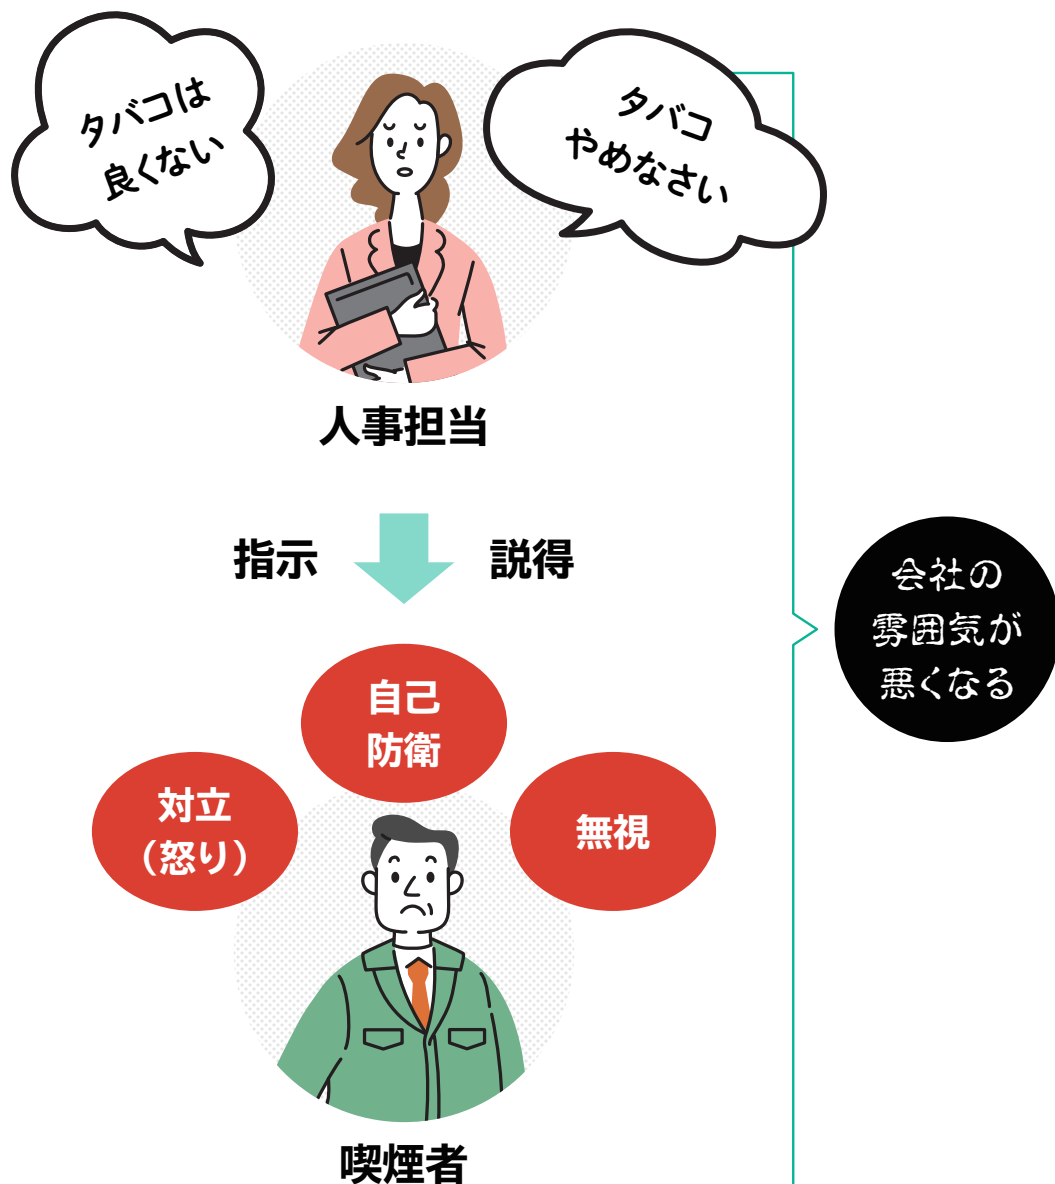 タバコは
良くない
タバコ
やめなさい
人事担当
指示
説得
会社の
雰囲気が
悪くなる
自己
防衛
対立
（怒り）
無視
喫煙者